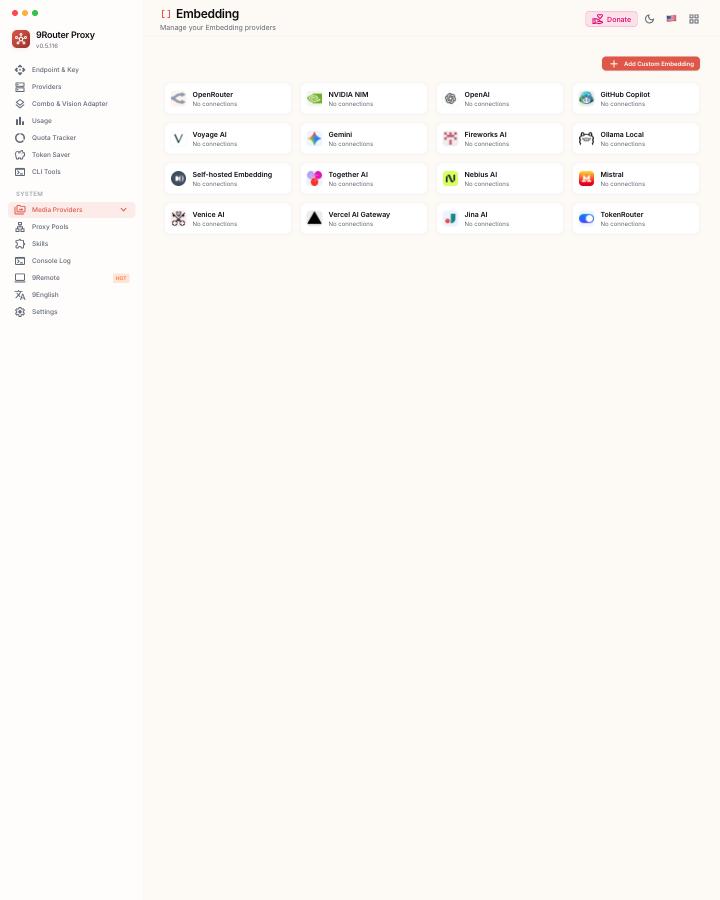 9Router Proxy
v0.5.116
Endpoint & Key
Providers
Combo & Vision Adapter
Usage
Quota Tracker
Token Saver
CLI Tools
SYSTEM
Media Providers
Proxy Pools
Skills
Console Log
9Remote
HOT
9English
Settings
Embedding
Manage your Embedding providers
Donate
Add Custom Embedding
OpenRouter
No connections
NVIDIA NIM
No connections
OpenAI
No connections
GitHub Copilot
No connections
Voyage AI
No connections
Gemini
No connections
Fireworks AI
No connections
Ollama Local
No connections
Self-hosted Embedding
No connections
Together AI
No connections
Nebius AI
No connections
Mistral
No connections
Venice AI
No connections
Vercel AI Gateway
No connections
Jina AI
No connections
TokenRouter
No connections